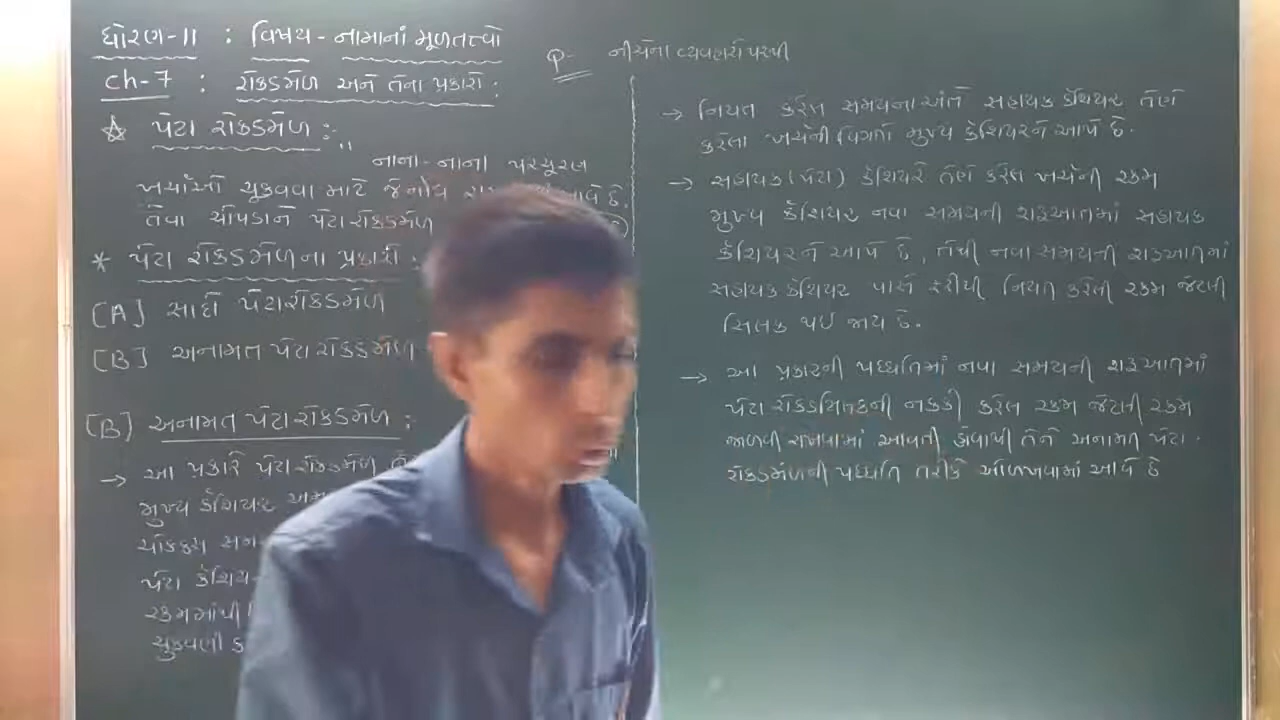 ધોરણ-11 : વિષય - નામાનાં મૂળતત્ત્વો
Ch-7 : રોકડમેળ અને તેના પ્રકારો :
☆ પેટા રોકડમેળ :-
નાના-નાના પરચૂરણ
ખર્ચાઓ ચૂકવવા માટે જે નોંધ આવે છે.
તેવા ચોપડાને પેટારોકડમેળ
* પેટા રોકડમેળના પ્રકારો :
[A] સાદો પેટારોકડમેળ
[B] અનામત પેટારોકડમેળ
[B] અનામત પેટારોકડમેળ :
→ આ પ્રકારે પેટા રોકડમેળ
મુખ્ય કેશિયર
ચોક્કસ
પેટા
રકમમાંથી
ચુકવણી
Q- નીચેના વ્યવહારો પરથી
→ નિયત કરેલ સમયના અંતે સહાયક કેશિયર તેણે
કરેલા ખર્ચની વિગતો મુખ્ય કેશિયરને આપે છે.
→ સહાયક (પેટા) કેશિયરે તેણે કરેલ ખર્ચની રકમ
મુખ્ય કેશિયર નવા સમયની શરૂઆતમાં સહાયક
કેશિયરને આપે છે, તેથી નવા સમયની શરૂઆતમાં
સહાયક કેશિયર પાસે ફરીથી નિયત કરેલી રકમ જેટલી
સિલક થઈ જાય છે.
→ આ પ્રકારની પધ્ધતિમાં નવા સમયની શરૂઆતમાં
પેટા રોકડસિલકની નક્કી કરેલ રકમ જેટલી રકમ
જાળવી રાખવામાં આવતી હોવાથી તેને અનામત પેટા
રોકડમેળની પધ્ધતિ તરીકે ઓળખવામાં આવે છે